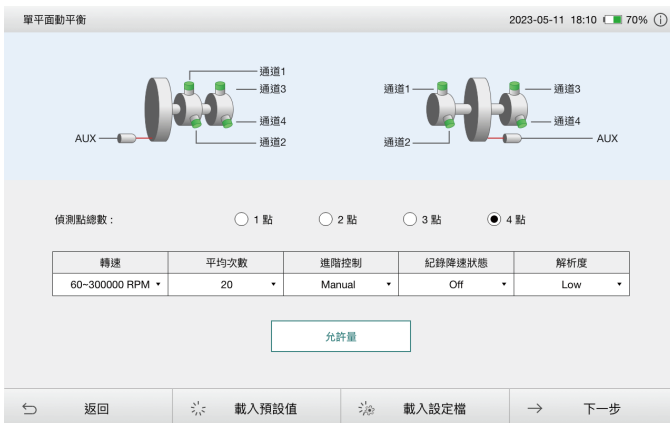 單平面動平衡 2023-05-11 18:10 70%
通道1
通道3
通道4
通道2
AUX
通道1
通道3
通道4
通道2
AUX
偵測點總數 : 1 點 2 點 3 點 4 點
轉速 平均次數 進階控制 紀錄降速狀態 解析度
60~300000 RPM 20 Manual Off Low
允許量
返回 載入預設值 載入設定檔 下一步